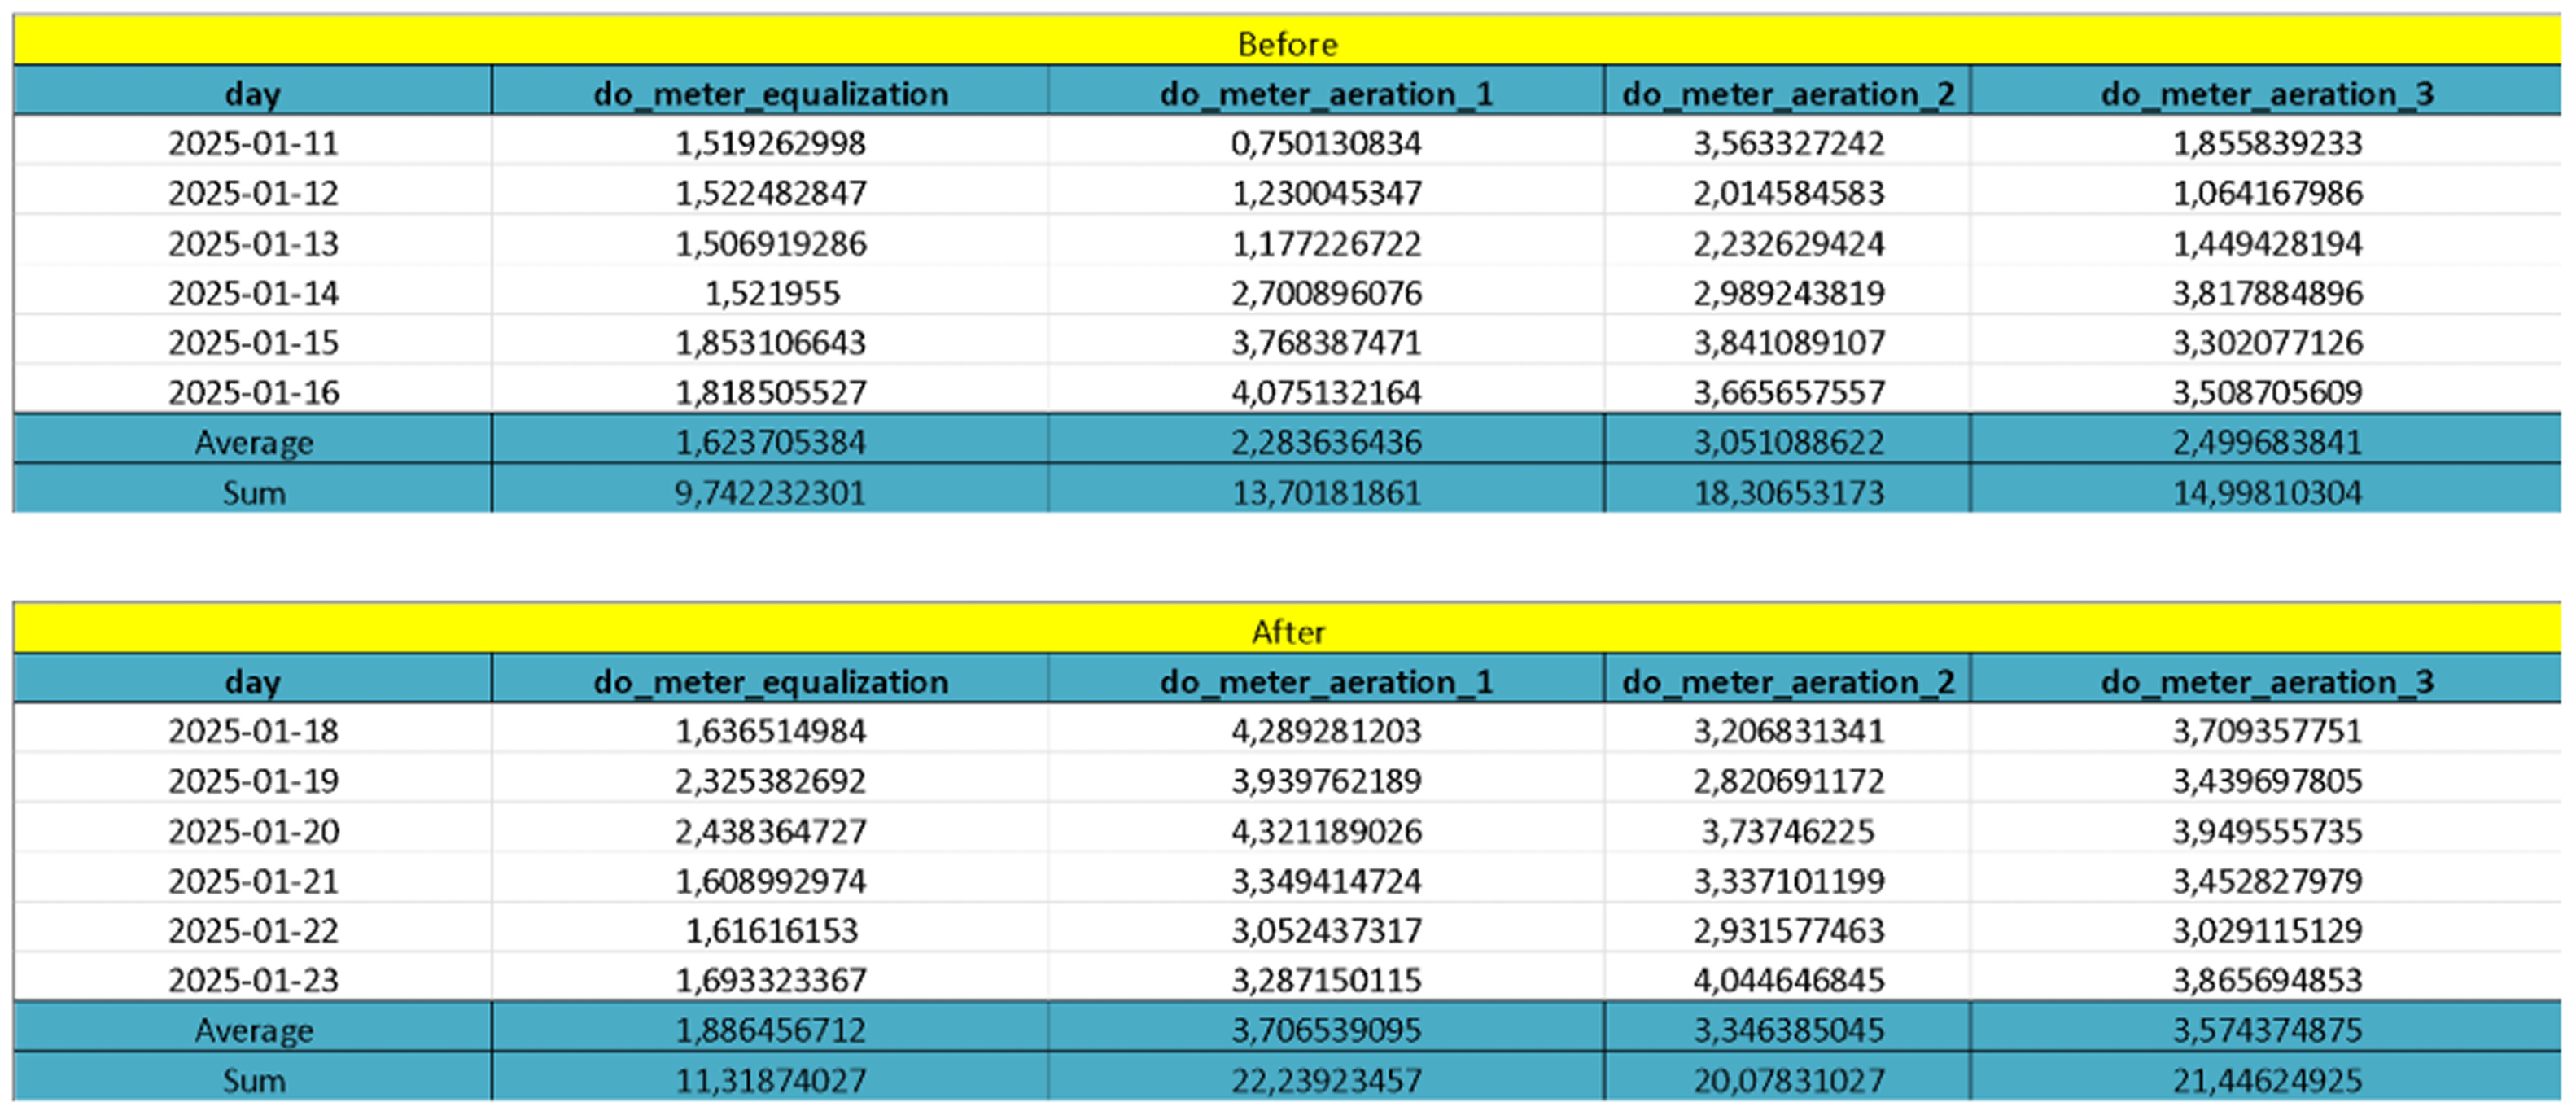 Before
day do_meter_equalization do_meter_aeration_1 do_meter_aeration_2 do_meter_aeration_3
2025-01-11 1,519262998 0,750130834 3,563327242 1,855839233
2025-01-12 1,522482847 1,230045347 2,014584583 1,064167986
2025-01-13 1,506919286 1,177226722 2,232629424 1,449428194
2025-01-14 1,521955 2,700896076 2,989243819 3,817884896
2025-01-15 1,853106643 3,768387471 3,841089107 3,302077126
2025-01-16 1,818505527 4,075132164 3,665657557 3,508705609
Average 1,623705384 2,283636436 3,051088622 2,499683841
Sum 9,742232301 13,70181861 18,30653173 14,99810304
After
day do_meter_equalization do_meter_aeration_1 do_meter_aeration_2 do_meter_aeration_3
2025-01-18 1,636514984 4,289281203 3,206831341 3,709357751
2025-01-19 2,325382692 3,939762189 2,820691172 3,439697805
2025-01-20 2,438364727 4,321189026 3,73746225 3,949555735
2025-01-21 1,608992974 3,349414724 3,337101199 3,452827979
2025-01-22 1,61616153 3,052437317 2,931577463 3,029115129
2025-01-23 1,693323367 3,287150115 4,044646845 3,865694853
Average 1,886456712 3,706539095 3,346385045 3,574374875
Sum 11,31874027 22,23923457 20,07831027 21,44624925